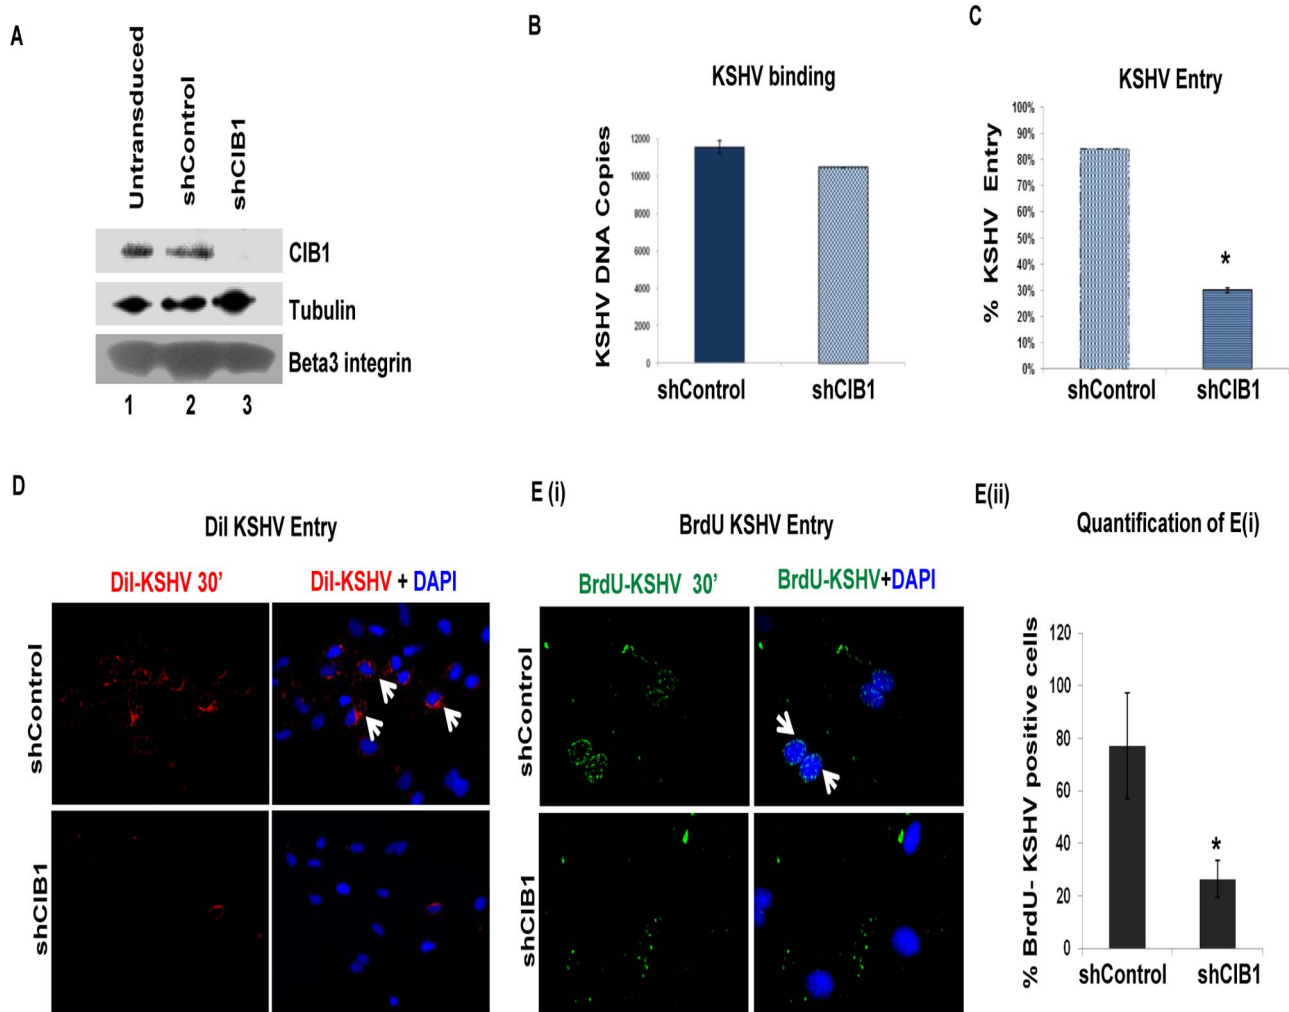 A
Untransduced
shControl
shCIB1
CIB1
Tubulin
Beta3 integrin
1 2 3
B
KSHV binding
KSHV DNA Copies
12000
10000
8000
6000
4000
2000
0
shControl shCIB1
C
KSHV Entry
% KSHV Entry
100%
90%
80%
70%
60%
50%
40%
30%
20%
10%
0%
*
shControl shCIB1
D
DiI KSHV Entry
DiI-KSHV 30’ DiI-KSHV + DAPI
shControl
shCIB1
E (i)
BrdU KSHV Entry
BrdU-KSHV 30’ BrdU-KSHV+DAPI
shControl
shCIB1
E(ii)
Quantification of E(i)
% BrdU- KSHV positive cells
120
100
80
60
40
20
0
*
shControl shCIB1